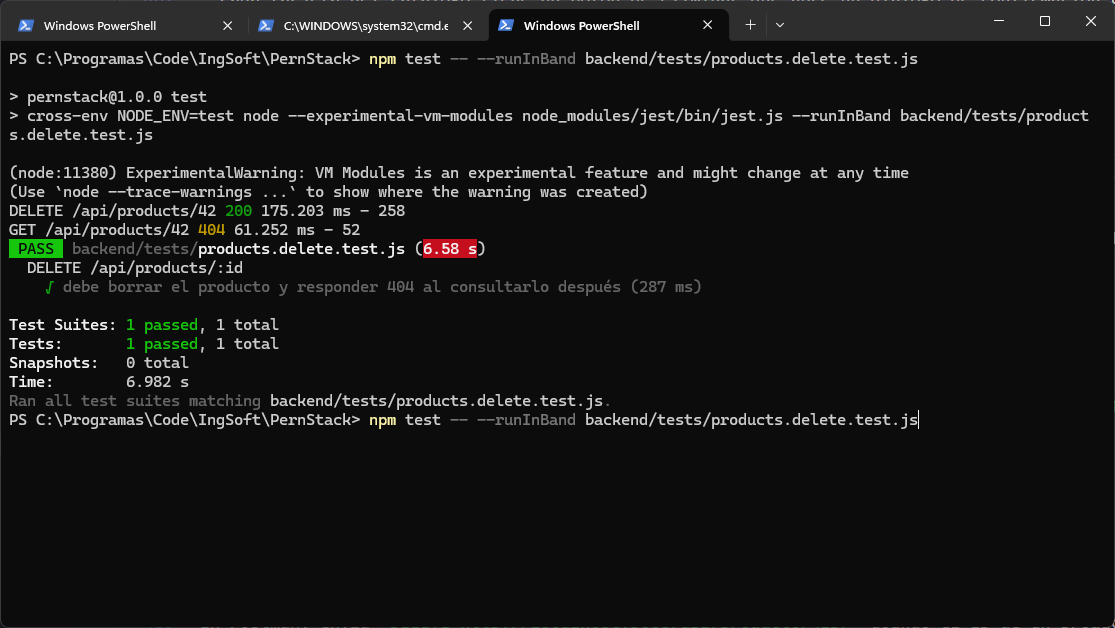 Windows PowerShell
C:\WINDOWS\system32\cmd.e
Windows PowerShell
PS C:\Programas\Code\IngSoft\PernStack> npm test -- --runInBand backend/tests/products.delete.test.js
> pernstack@1.0.0 test
> cross-env NODE_ENV=test node --experimental-vm-modules node_modules/jest/bin/jest.js --runInBand backend/tests/product
s.delete.test.js
(node:11380) ExperimentalWarning: VM Modules is an experimental feature and might change at any time
(Use `node --trace-warnings ...` to show where the warning was created)
DELETE /api/products/42 200 175.203 ms - 258
GET /api/products/42 404 61.252 ms - 52
PASS backend/tests/products.delete.test.js (6.58 s)
DELETE /api/products/:id
√ debe borrar el producto y responder 404 al consultarlo después (287 ms)
Test Suites: 1 passed, 1 total
Tests: 1 passed, 1 total
Snapshots: 0 total
Time: 6.982 s
Ran all test suites matching backend/tests/products.delete.test.js.
PS C:\Programas\Code\IngSoft\PernStack> npm test -- --runInBand backend/tests/products.delete.test.js